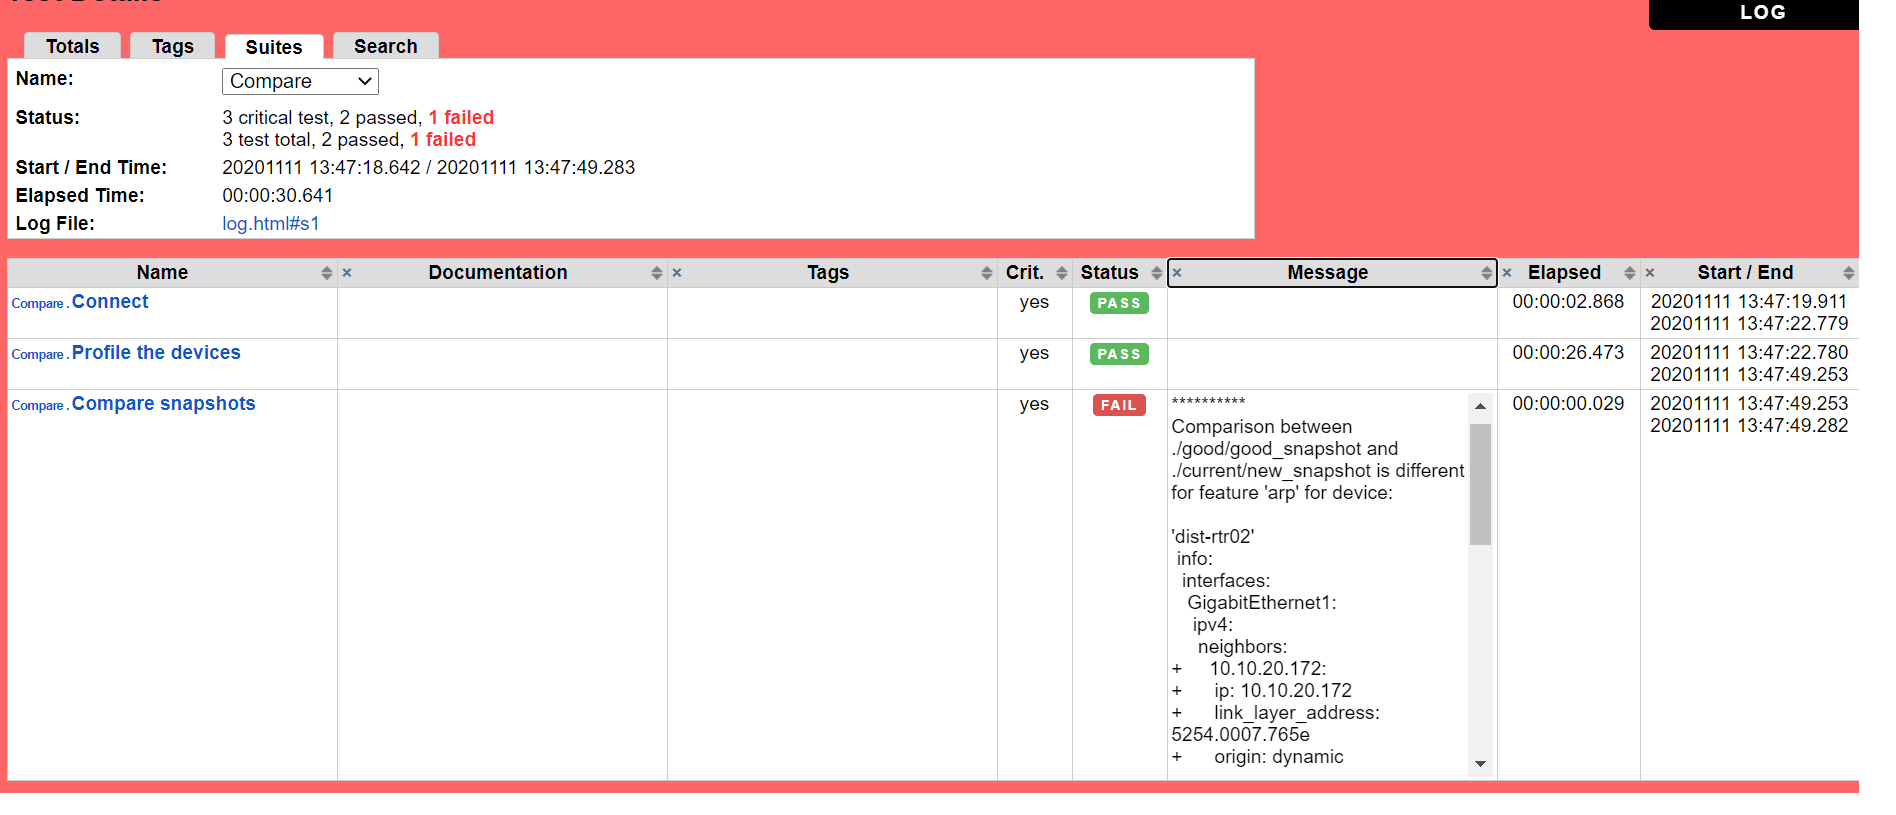 LOG
Totals Tags Suites Search
Name: Compare
Status: 3 critical test, 2 passed, 1 failed
3 test total, 2 passed, 1 failed
Start / End Time: 20201111 13:47:18.642 / 20201111 13:47:49.283
Elapsed Time: 00:00:30.641
Log File: log.html#s1
Name × Documentation × Tags Crit. Status × Message × Elapsed × Start / End
Compare . Connect yes PASS 00:00:02.868 20201111 13:47:19.911
20201111 13:47:22.779
Compare . Profile the devices yes PASS 00:00:26.473 20201111 13:47:22.780
20201111 13:47:49.253
Compare . Compare snapshots yes FAIL ********** 00:00:00.029 20201111 13:47:49.253
20201111 13:47:49.282
Comparison between
./good/good_snapshot and
./current/new_snapshot is different
for feature 'arp' for device:
'dist-rtr02'
info:
interfaces:
GigabitEthernet1:
ipv4:
neighbors:
+ 10.10.20.172:
+ ip: 10.10.20.172
+ link_layer_address:
5254.0007.765e
+ origin: dynamic